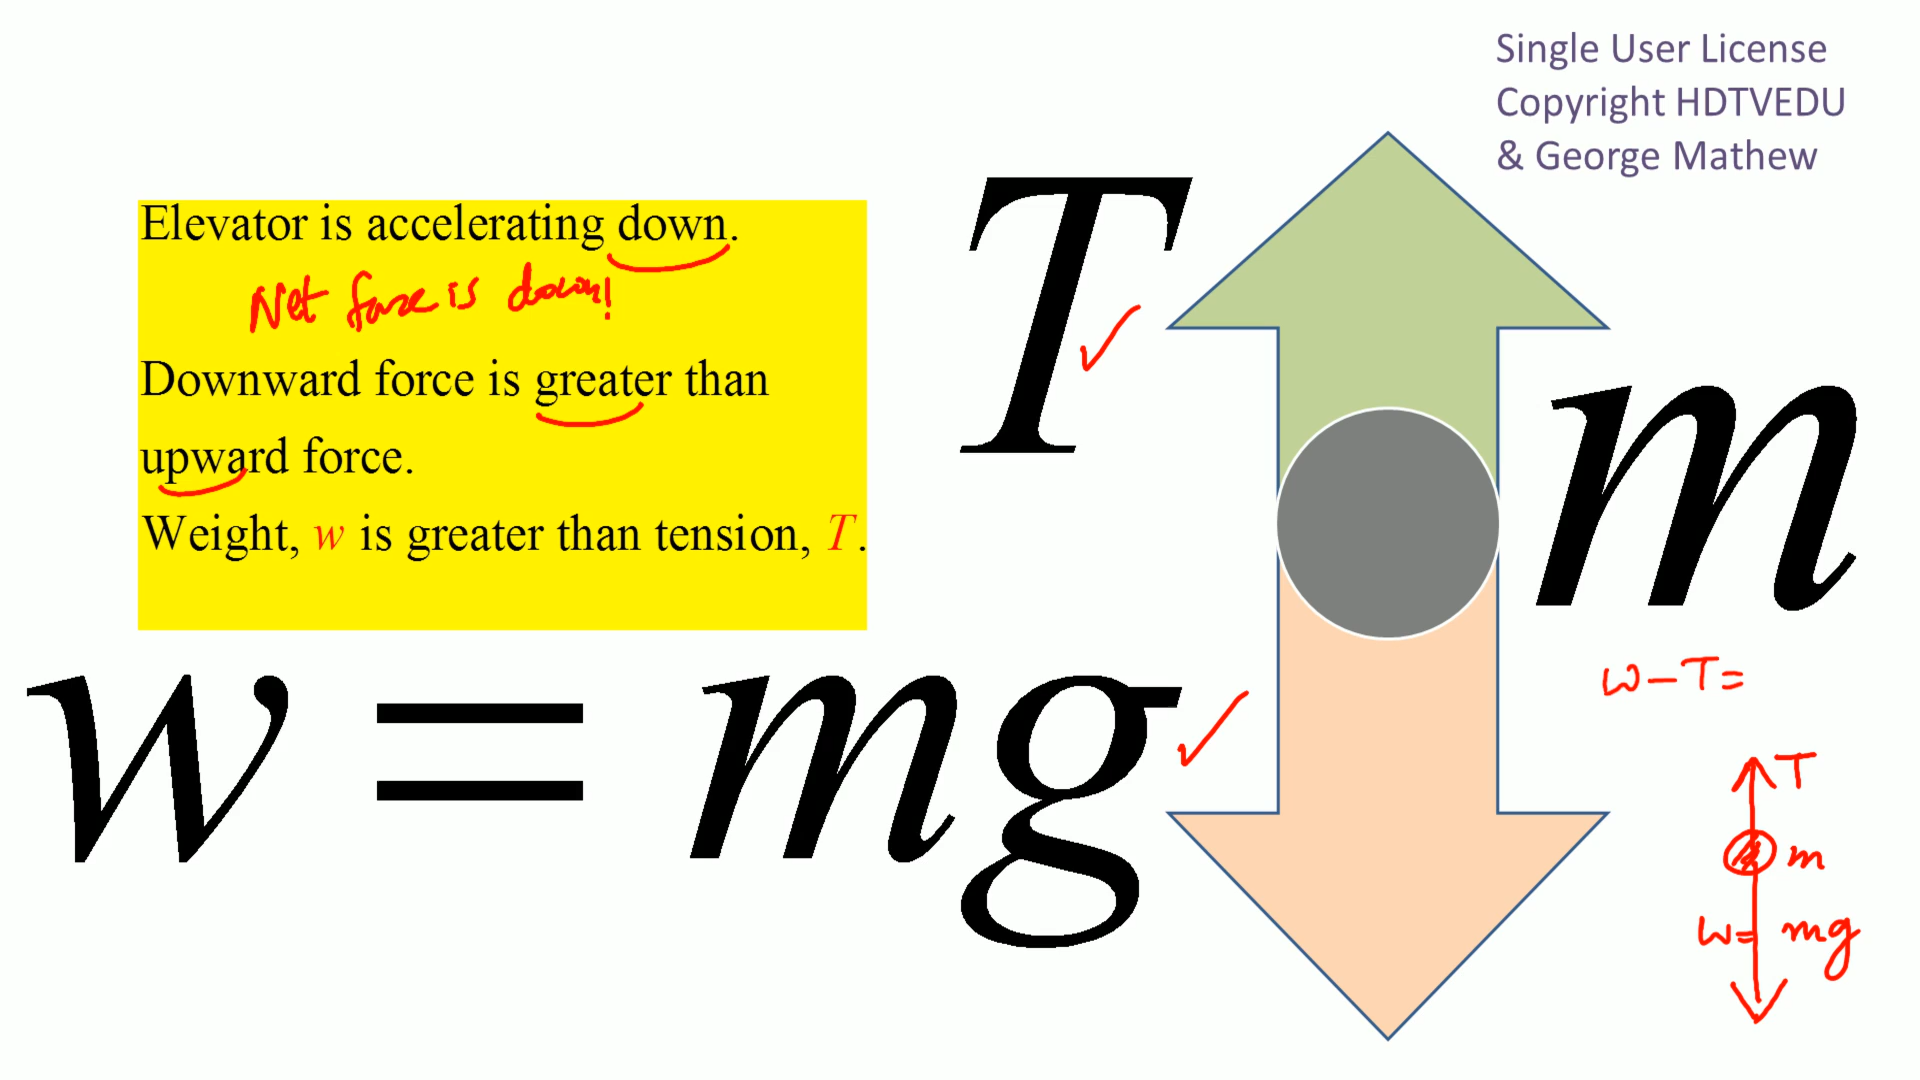 Single User License
Copyright HDTVEDU
& George Mathew
Elevator is accelerating down.
Net force is down!
Downward force is greater than
upward force.
Weight, w is greater than tension, T.
T
m
w = mg
w - T =
T
m
w = mg